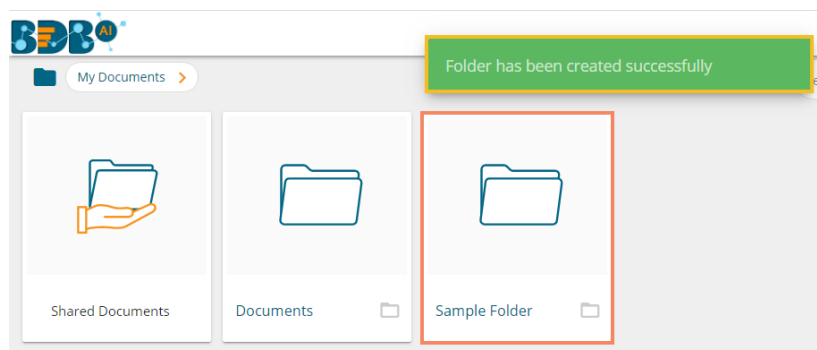 BDB AI
Folder has been created successfully
My Documents >
Shared Documents
Documents
Sample Folder